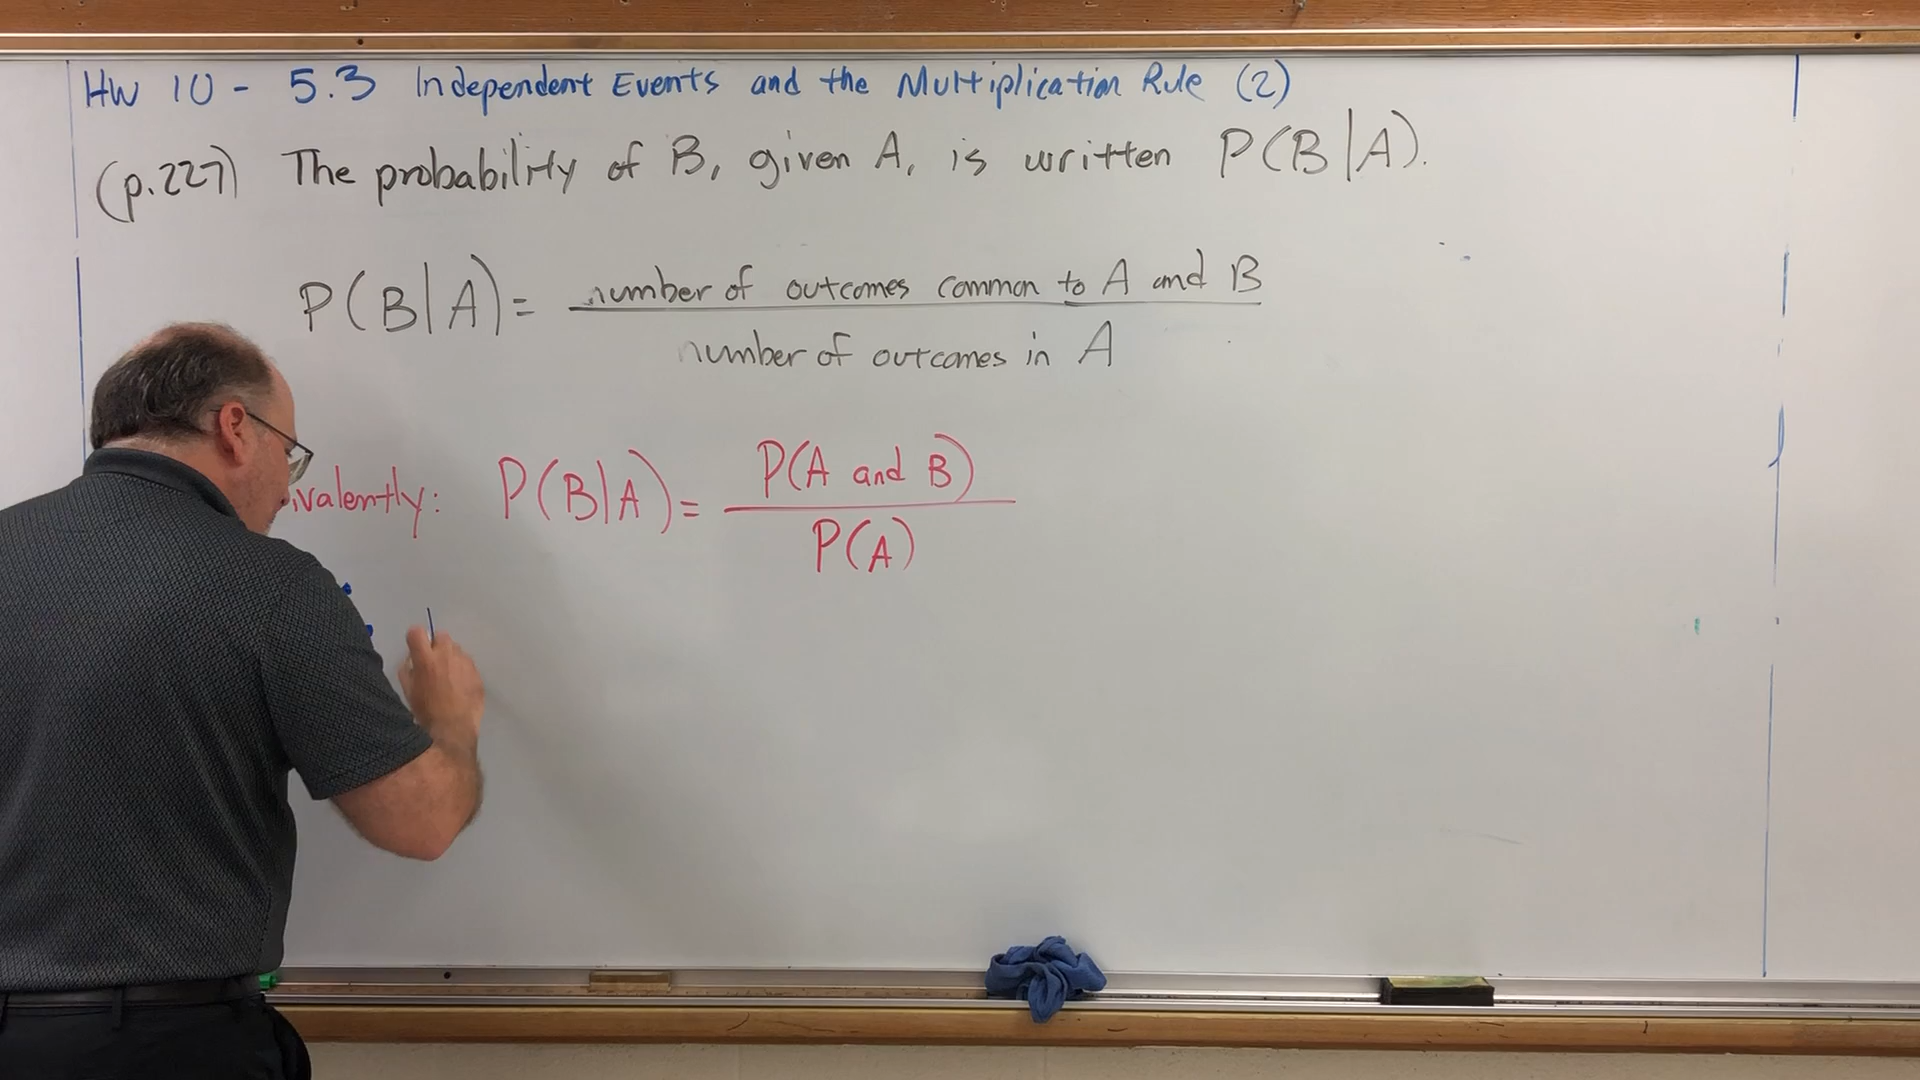 HW 10 - 5.3 Independent Events and the Multiplication Rule (2)
(p.227) The probability of B, given A, is written P(B|A).
P(B|A) = number of outcomes common to A and B
number of outcomes in A
ivalently: P(B|A) = P(A and B)
P(A)